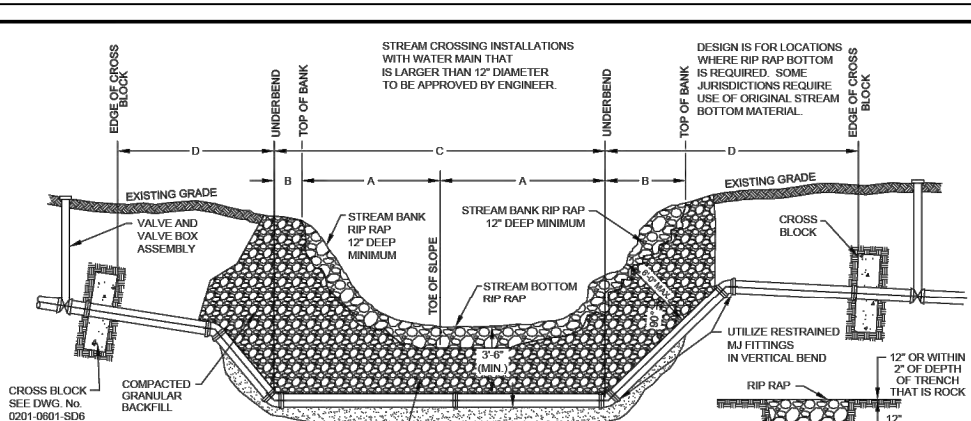 STREAM CROSSING INSTALLATIONS
WITH WATER MAIN THAT
IS LARGER THAN 12" DIAMETER
TO BE APPROVED BY ENGINEER.
DESIGN IS FOR LOCATIONS
WHERE RIP RAP BOTTOM
IS REQUIRED. SOME
JURISDICTIONS REQUIRE
USE OF ORIGINAL STREAM
BOTTOM MATERIAL.
EDGE OF CROSS
BLOCK
UNDERBEND
TOP OF BANK
UNDERBEND
TOP OF BANK
EDGE OF CROSS
BLOCK
D
C
D
B
A
A
B
EXISTING GRADE
EXISTING GRADE
VALVE AND
VALVE BOX
ASSEMBLY
STREAM BANK
RIP RAP
12" DEEP
MINIMUM
STREAM BANK RIP RAP
12" DEEP MINIMUM
CROSS
BLOCK
TOE OF SLOPE
STREAM BOTTOM
RIP RAP
6'-0" MAX.
90°
3'-6"
(MIN.)
UTILIZE RESTRAINED
MJ FITTINGS
IN VERTICAL BEND
CROSS BLOCK
SEE DWG. No.
0201-0601-SD6
COMPACTED
GRANULAR
BACKFILL
RIP RAP
12" OR WITHIN
2" OF DEPTH
OF TRENCH
THAT IS ROCK
12"